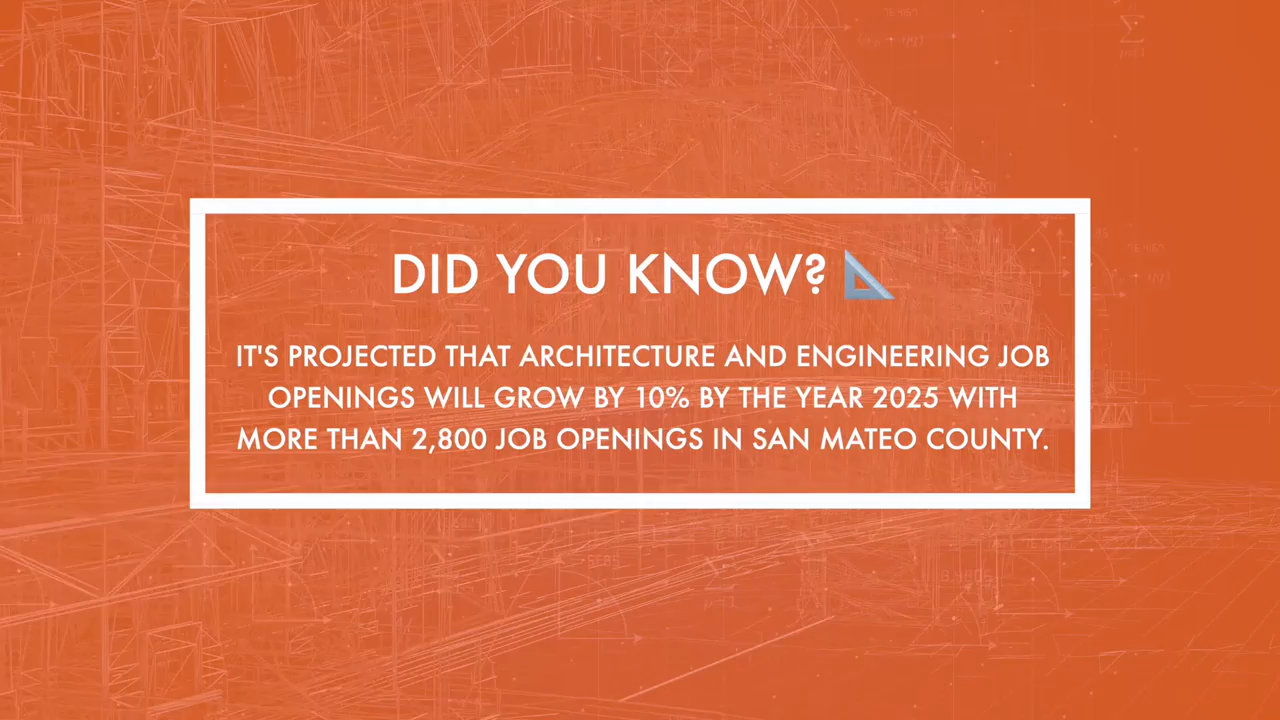 DID YOU KNOW? 📐
IT'S PROJECTED THAT ARCHITECTURE AND ENGINEERING JOB
OPENINGS WILL GROW BY 10% BY THE YEAR 2025 WITH
MORE THAN 2,800 JOB OPENINGS IN SAN MATEO COUNTY.